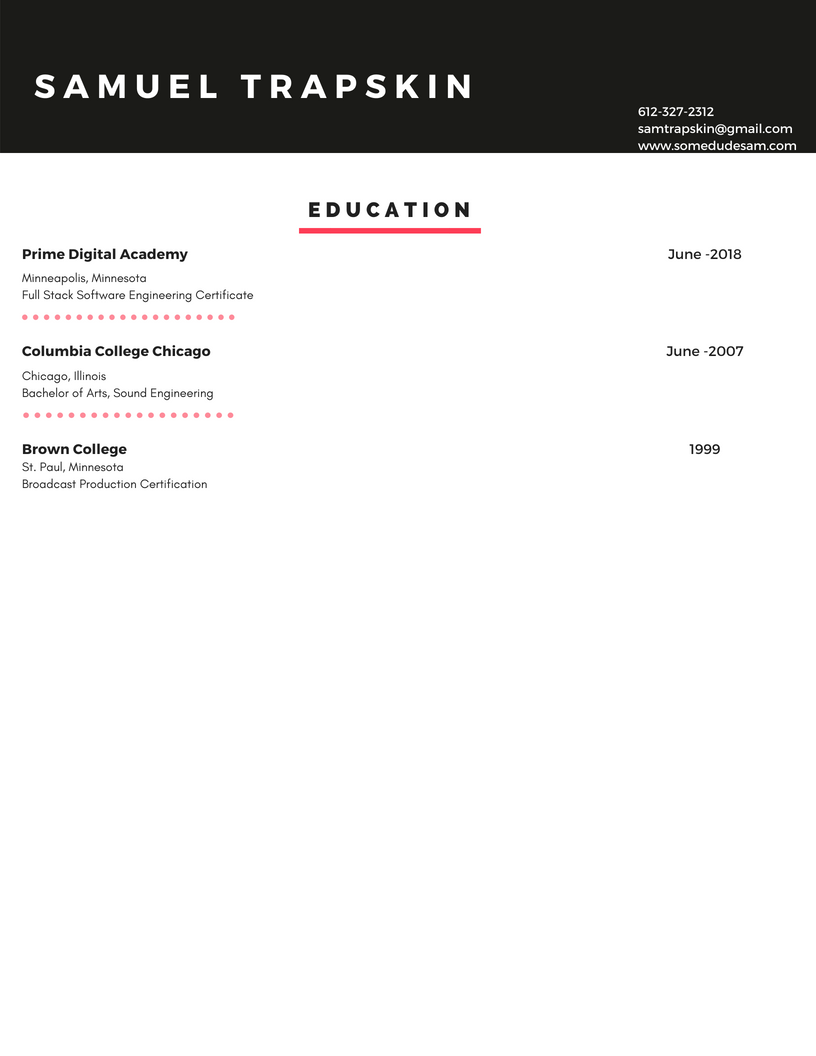 SAMUEL TRAPSKIN
612-327-2312
samtrapskin@gmail.com
www.somedudesam.com
EDUCATION
Prime Digital Academy June -2018
Minneapolis, Minnesota
Full Stack Software Engineering Certificate
Columbia College Chicago June -2007
Chicago, Illinois
Bachelor of Arts, Sound Engineering
Brown College 1999
St. Paul, Minnesota
Broadcast Production Certification